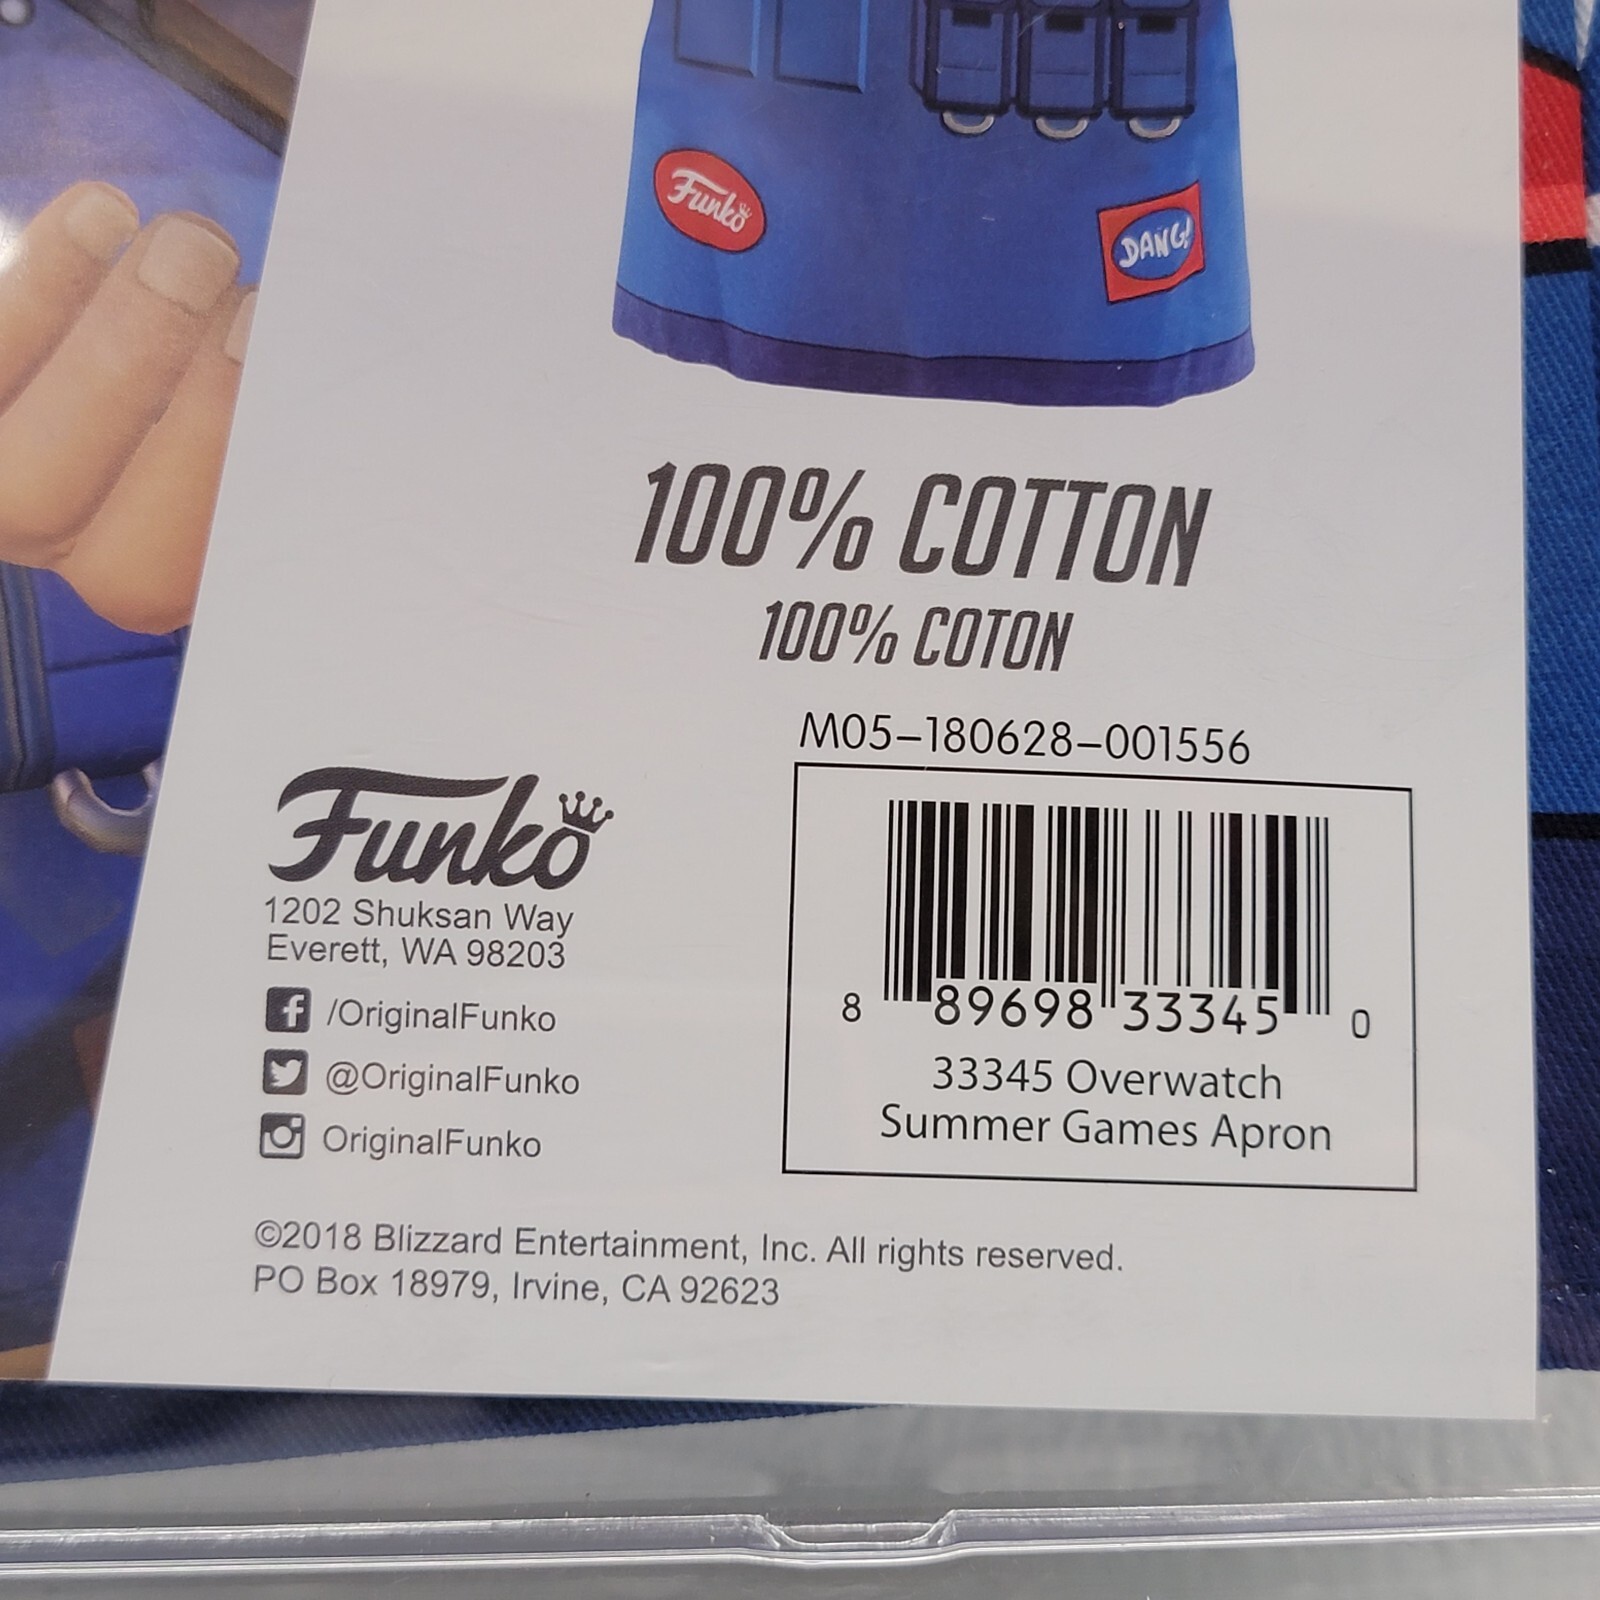 Funko
DANG!
100% COTTON
100% COTON
M05-180628-001556
Funko
1202 Shuksan Way
Everett, WA 98203
/OriginalFunko
@OriginalFunko
OriginalFunko
8 89698 33345 0
33345 Overwatch
Summer Games Apron
©2018 Blizzard Entertainment, Inc. All rights reserved.
PO Box 18979, Irvine, CA 92623